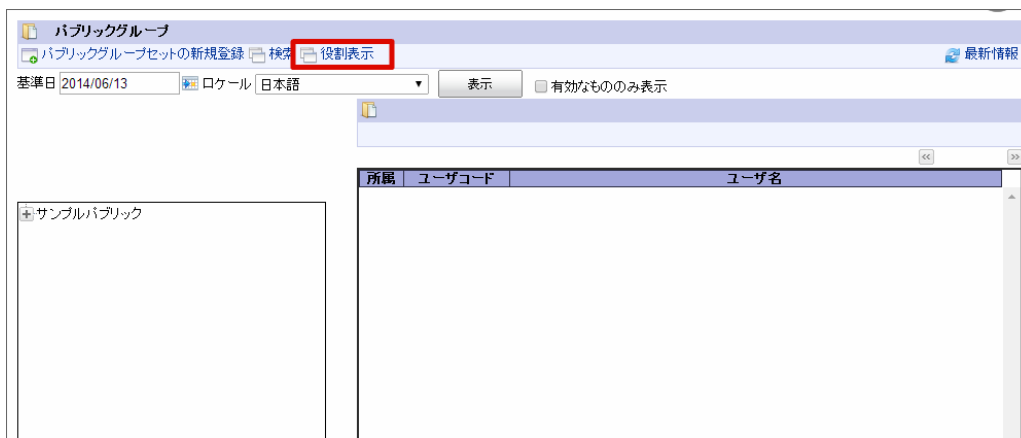 パブリックグループ
パブリックグループセットの新規登録 検索 役割表示 最新情報
基準日 2014/06/13 ロケール 日本語 表示 有効なもののみ表示
所属 ユーザコード ユーザ名
サンプルパブリック